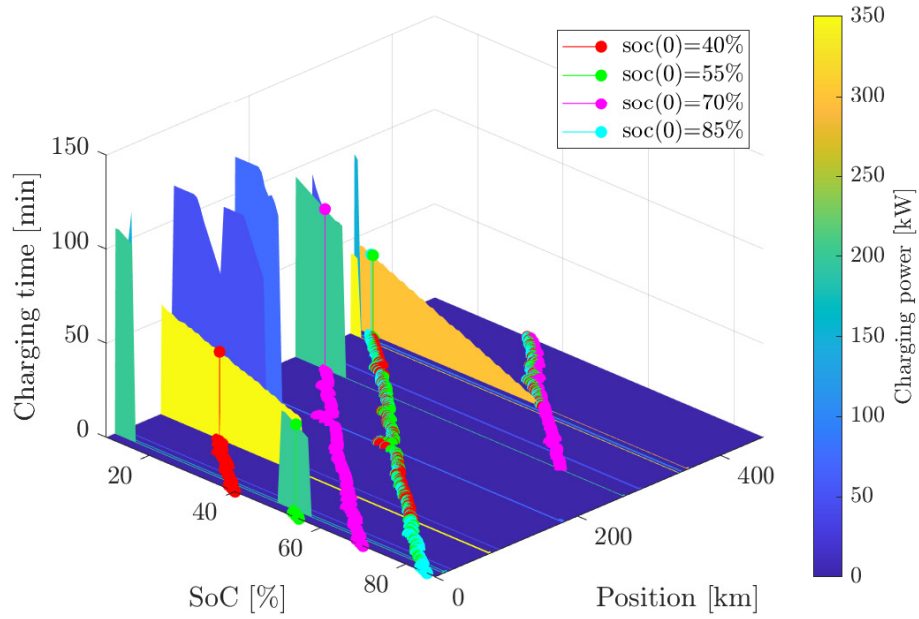 soc(0)=40%
soc(0)=55%
soc(0)=70%
soc(0)=85%
350
300
250
200
150
100
50
0
Charging power [kW]
150
100
50
0
Charging time [min]
20
40
60
80
SoC [%]
0
200
400
Position [km]